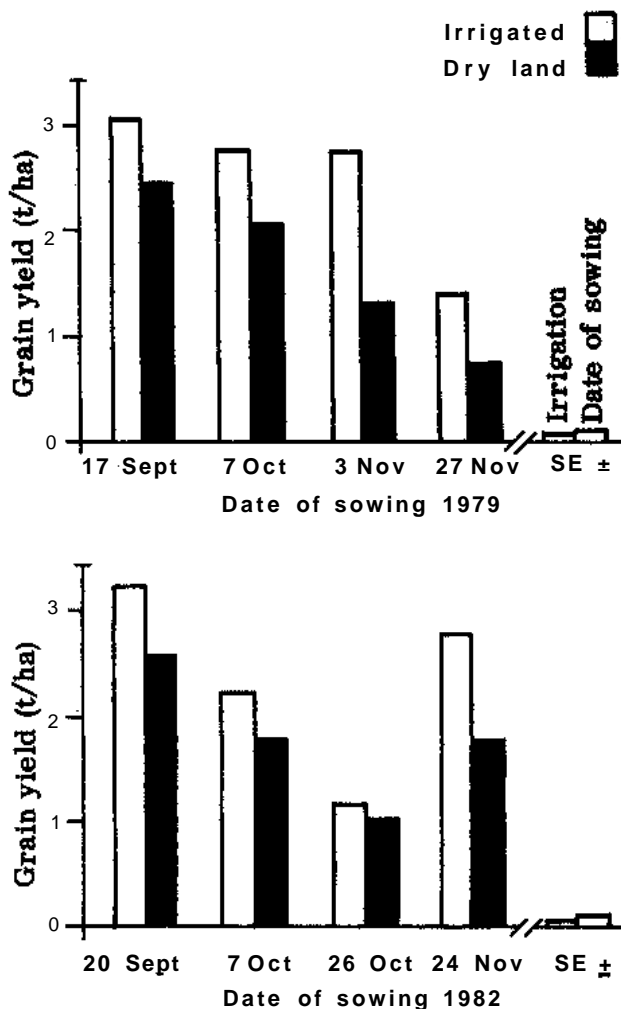 Irrigated
Dry land
Grain yield (t/ha)
3
2
1
0
Irrigation
Date of sowing
17 Sept 7 Oct 3 Nov 27 Nov SE ±
Date of sowing 1979
Grain yield (t/ha)
3
2
1
0
20 Sept 7 Oct 26 Oct 24 Nov SE ±
Date of sowing 1982